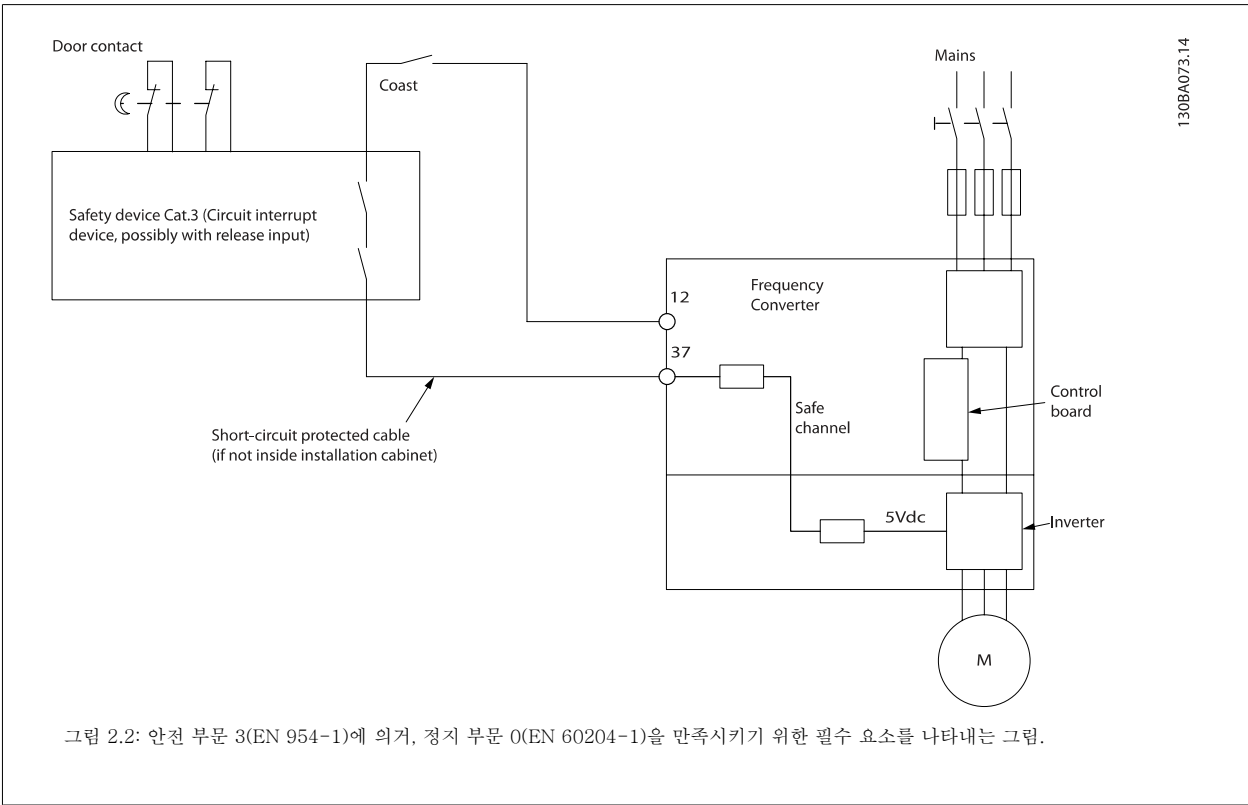 Door contact
Coast
Mains
130BA073.14
Safety device Cat.3 (Circuit interrupt
device, possibly with release input)
12
Frequency
Converter
37
Safe
channel
Control
board
Short-circuit protected cable
(if not inside installation cabinet)
5Vdc
Inverter
M
그림 2.2: 안전 부문 3(EN 954-1)에 의거, 정지 부문 0(EN 60204-1)을 만족시키기 위한 필수 요소를 나타내는 그림.